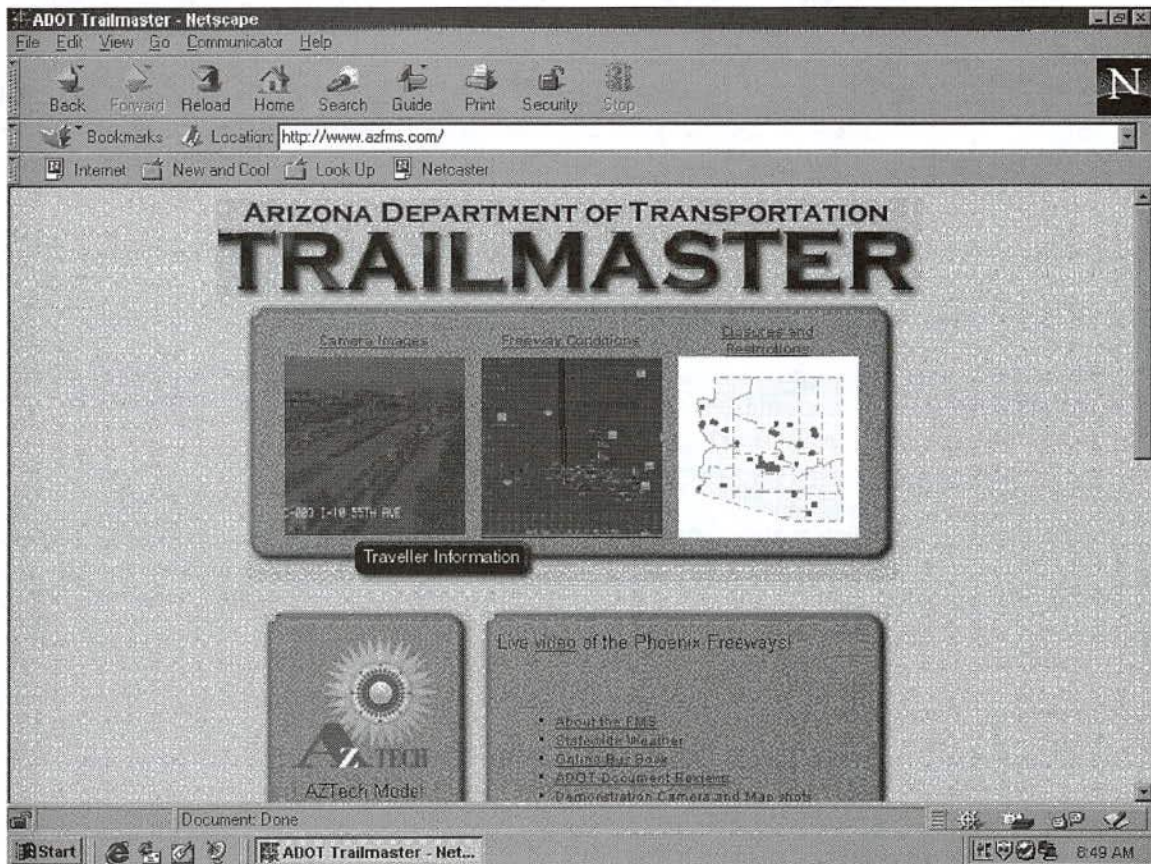 ADOT Trailmaster - Netscape
File Edit View Go Communicator Help
Back Forward Reload Home Search Guide Print Security Stop
N
Bookmarks Location: http://www.azfms.com/
Internet New and Cool Look Up Netcaster
ARIZONA DEPARTMENT OF TRANSPORTATION
TRAILMASTER
Camera Images Freeway Conditions Closures and
Restrictions
C-003 I-10 55TH AVE
Traveller Information
Live video of the Phoenix Freeways!
About the FMS
Statewide Weather
Online Bus Book
ADOT Document Reviews
Demonstration Camera and Map shots
AZTECH
AZTech Model
Document: Done
Start ADOT Trailmaster - Net... 8:49 AM